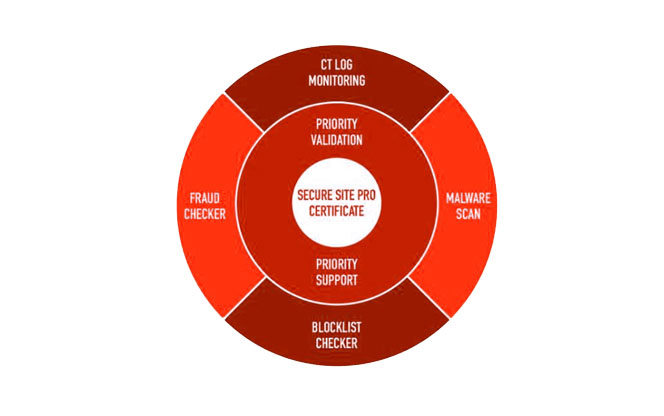 CT LOG
MONITORING
PRIORITY
VALIDATION
FRAUD
CHECKER
SECURE SITE PRO
CERTIFICATE
MALWARE
SCAN
PRIORITY
SUPPORT
BLOCKLIST
CHECKER